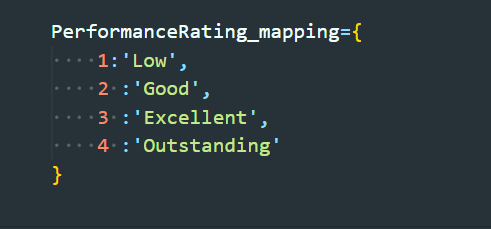 PerformanceRating_mapping={
    1:'Low',
    2 :'Good',
    3 :'Excellent',
    4 :'Outstanding'
}